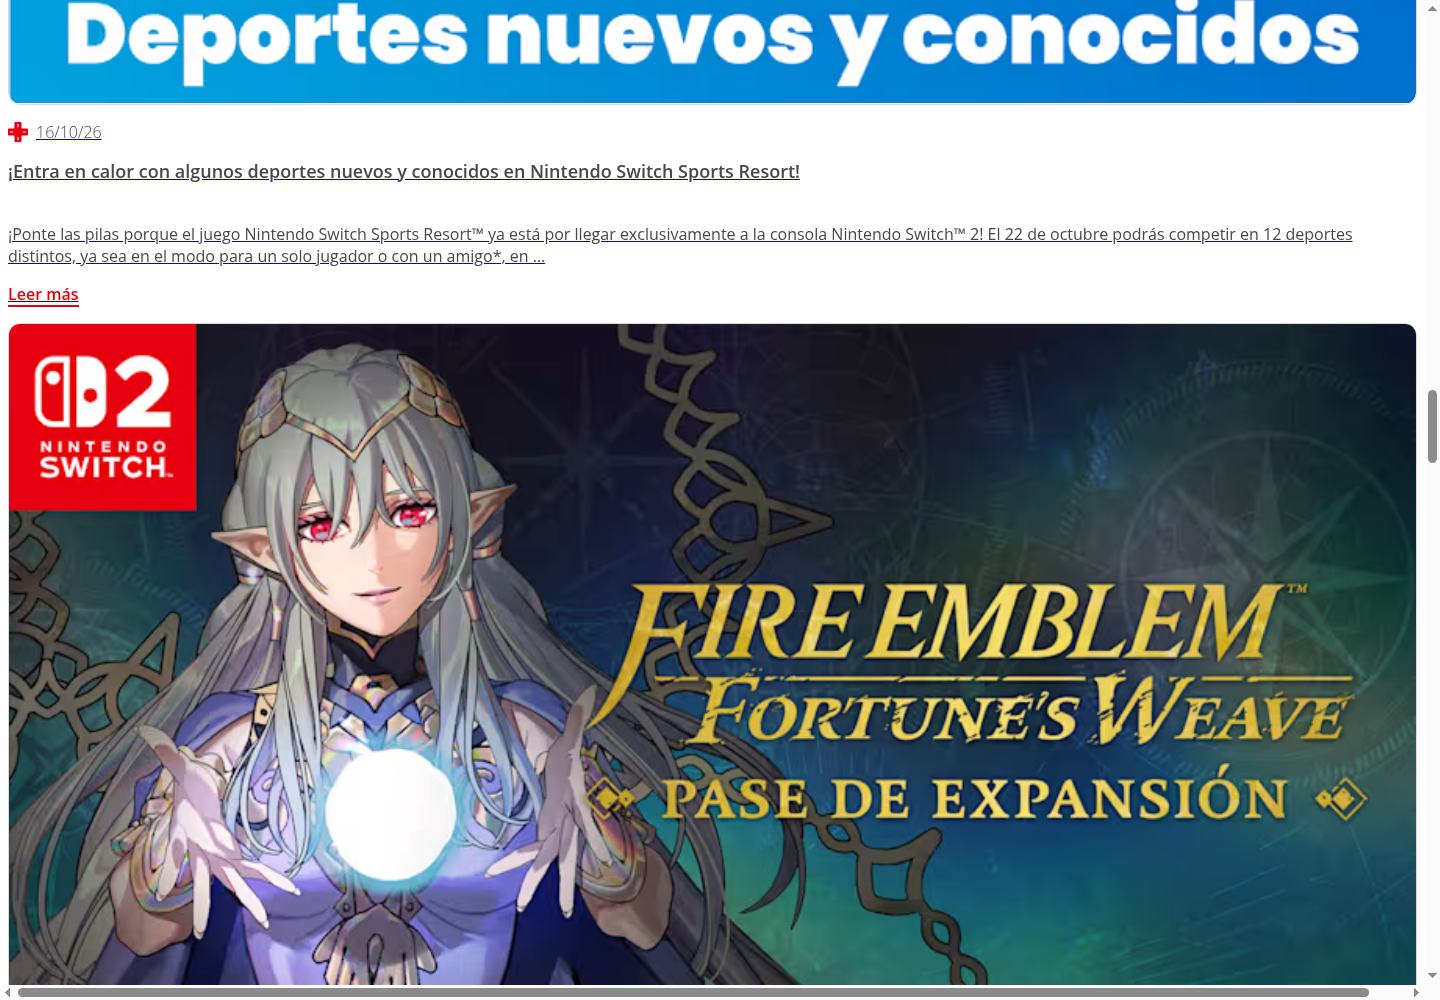 Deportes nuevos y conocidos
16/10/26
¡Entra en calor con algunos deportes nuevos y conocidos en Nintendo Switch Sports Resort!
¡Ponte las pilas porque el juego Nintendo Switch Sports Resort™ ya está por llegar exclusivamente a la consola Nintendo Switch™ 2! El 22 de octubre podrás competir en 12 deportes
distintos, ya sea en el modo para un solo jugador o con un amigo*, en ...
Leer más
2
NINTENDO
SWITCH™
FIRE EMBLEM™
FORTUNE'S WEAVE
PASE DE EXPANSIÓN